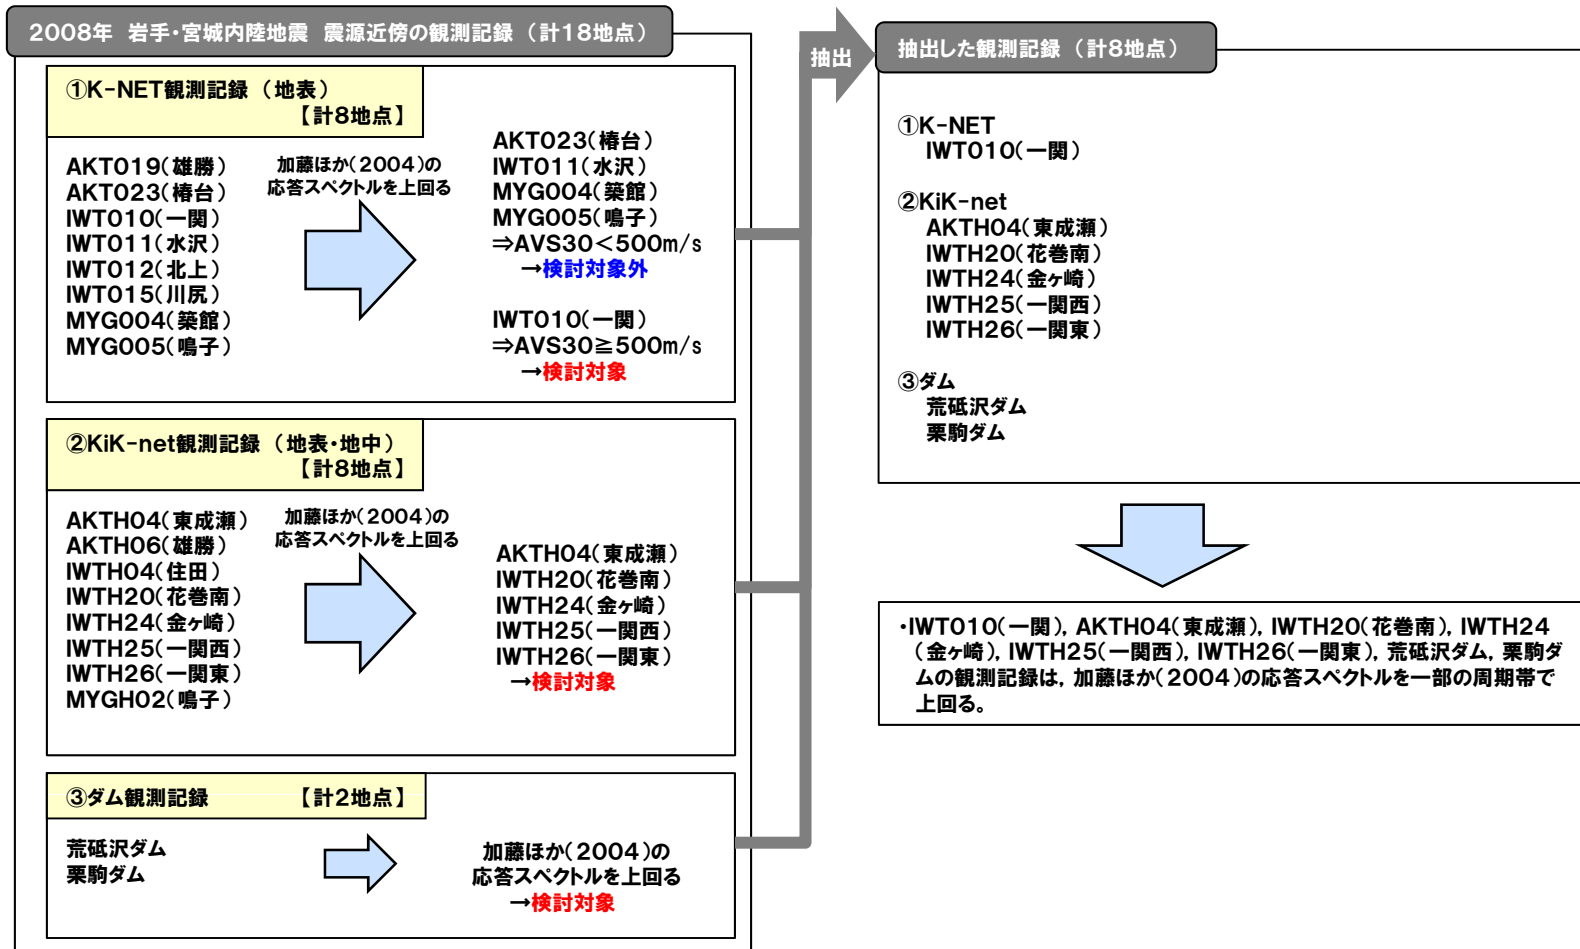 2008年 岩手・宮城内陸地震 震源近傍の観測記録（計18地点）
①K-NET観測記録（地表）
【計8地点】
AKT019(雄勝)
AKT023(椿台)
IWT010(一関)
IWT011(水沢)
IWT012(北上)
IWT015(川尻)
MYG004(築館)
MYG005(鳴子)
加藤ほか(2004)の
応答スペクトルを上回る
AKT023(椿台)
IWT011(水沢)
MYG004(築館)
MYG005(鳴子)
⇒AVS30＜500m/s
→検討対象外
IWT010(一関)
⇒AVS30≧500m/s
→検討対象
②KiK-net観測記録（地表・地中）
【計8地点】
AKTH04(東成瀬)
AKTH06(雄勝)
IWTH04(住田)
IWTH20(花巻南)
IWTH24(金ヶ崎)
IWTH25(一関西)
IWTH26(一関東)
MYGH02(鳴子)
加藤ほか(2004)の
応答スペクトルを上回る
AKTH04(東成瀬)
IWTH20(花巻南)
IWTH24(金ヶ崎)
IWTH25(一関西)
IWTH26(一関東)
→検討対象
③ダム観測記録 【計2地点】
荒砥沢ダム
栗駒ダム
加藤ほか(2004)の
応答スペクトルを上回る
→検討対象
抽出
抽出した観測記録（計8地点）
①K-NET
IWT010(一関)
②KiK-net
AKTH04(東成瀬)
IWTH20(花巻南)
IWTH24(金ヶ崎)
IWTH25(一関西)
IWTH26(一関東)
③ダム
荒砥沢ダム
栗駒ダム
・IWT010(一関), AKTH04(東成瀬), IWTH20(花巻南), IWTH24
(金ヶ崎), IWTH25(一関西), IWTH26(一関東), 荒砥沢ダム, 栗駒ダ
ムの観測記録は, 加藤ほか(2004)の応答スペクトルを一部の周期帯で
上回る。